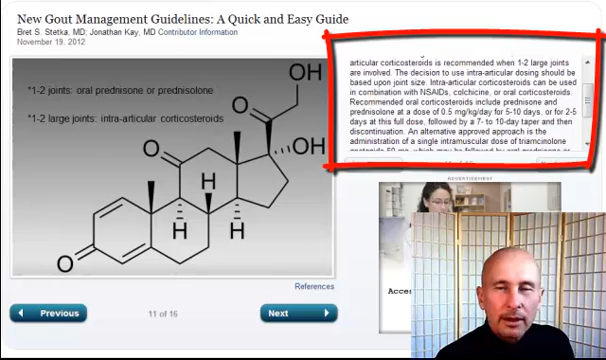 New Gout Management Guidelines: A Quick and Easy Guide
Bret S. Stetka, MD; Jonathan Kay, MD Contributor Information
November 19, 2012
*1-2 joints: oral prednisone or prednisolone
*1-2 large joints: intra-articular corticosteroids
OH
O
O
OH
H
H
H
O
articular corticosteroids is recommended when 1-2 large joints
are involved. The decision to use intra-articular dosing should be
based upon joint size. Intra-articular corticosteroids can be used
in combination with NSAIDs, colchicine, or oral corticosteroids.
Recommended oral corticosteroids include prednisone and
prednisolone at a dose of 0.5 mg/kg/day for 5-10 days, or for 2-5
days at this full dose, followed by a 7- to 10-day taper and then
discontinuation. An alternative approved approach is the
administration of a single intramuscular dose of triamcinolone
ADVERTISEMENT
Acces
References
Previous
11 of 16
Next